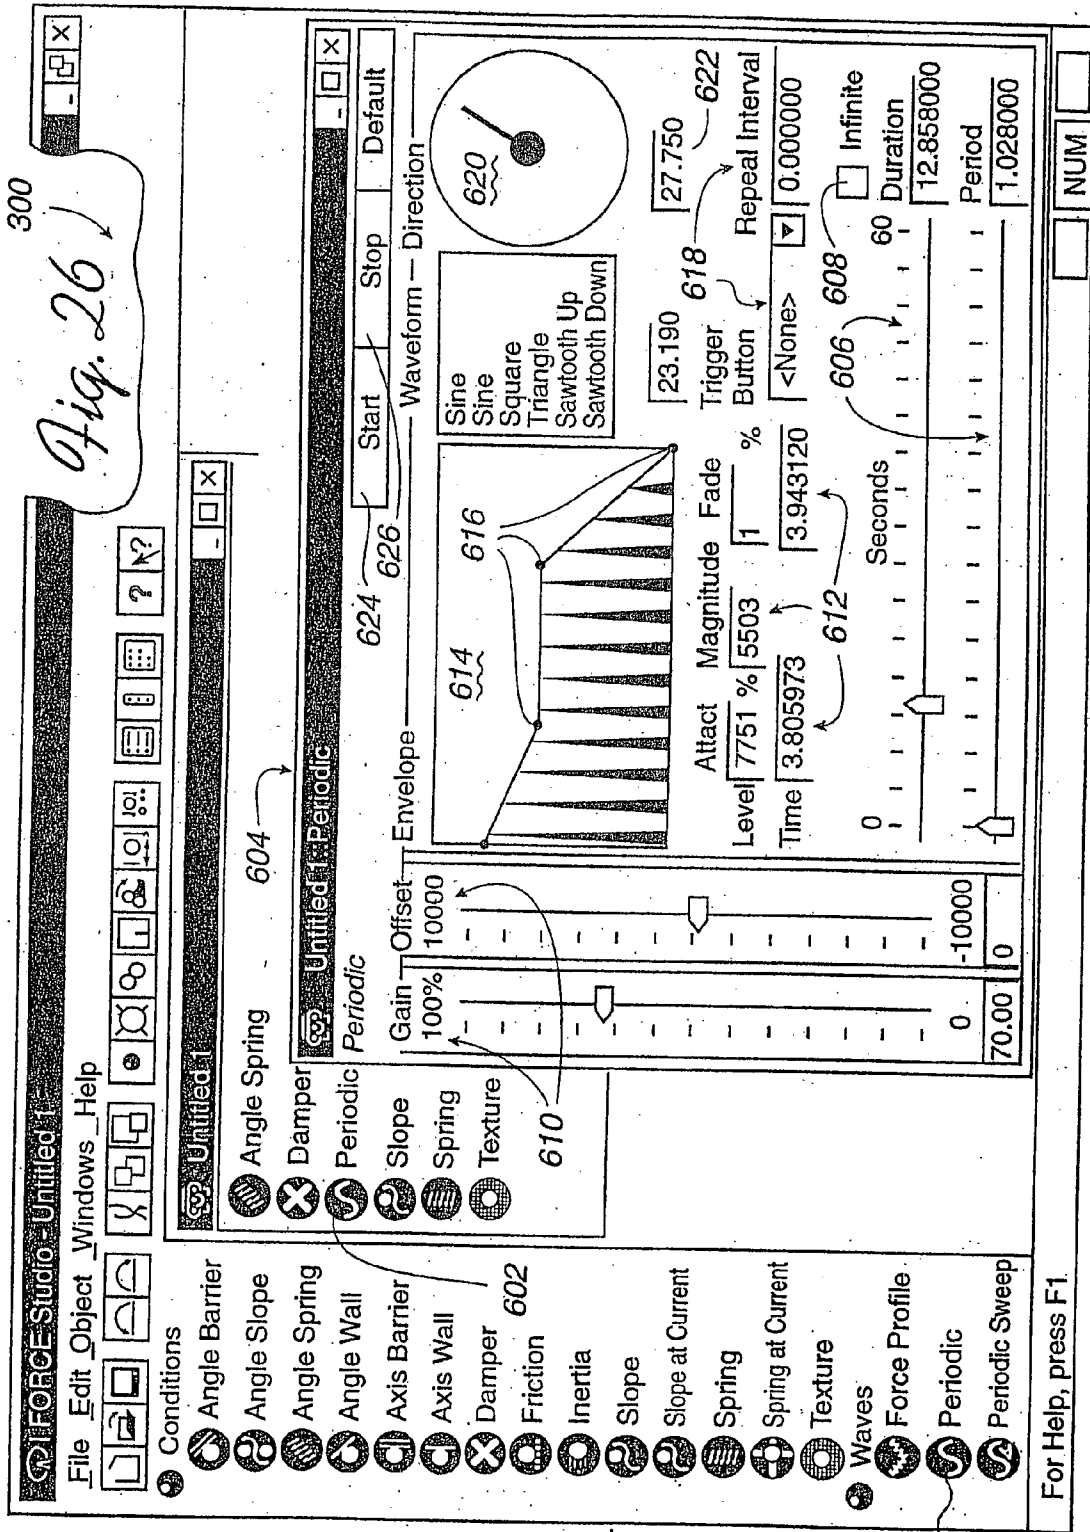 300
Fig. 26
I FORCE Studio - Untitled 1
File Edit Object Windows Help
Conditions
Angle Barrier
Angle Slope
Angle Spring
Angle Wall
Axis Barrier
Axis Wall
Damper
Friction
Inertia
Slope
Slope at Current
Spring
Spring at Current
Texture
Waves
Force Profile
Periodic
Periodic Sweep
602
Untitled 1
Angle Spring
Damper
Periodic
Slope
Spring
Texture
604
610
Untitled 1: Periodic
Periodic
624
626
Start
Stop
Default
Gain
100%
0
70.00
Offset
10000
-10000
0
Envelope
614
616
Waveform
Sine
Sine
Square
Triangle
Sawtooth Up
Sawtooth Down
Direction
620
23.190
27.750
622
Attact Magnitude Fade
Level 7751 % 5503 1 %
Time 3.805973 3.943120
612
Trigger
Button
618
Repeal Interval
<None> 0.000000
0 Seconds 60
606
608
Infinite
Duration
12.858000
Period
1.028000
For Help, press F1
NUM